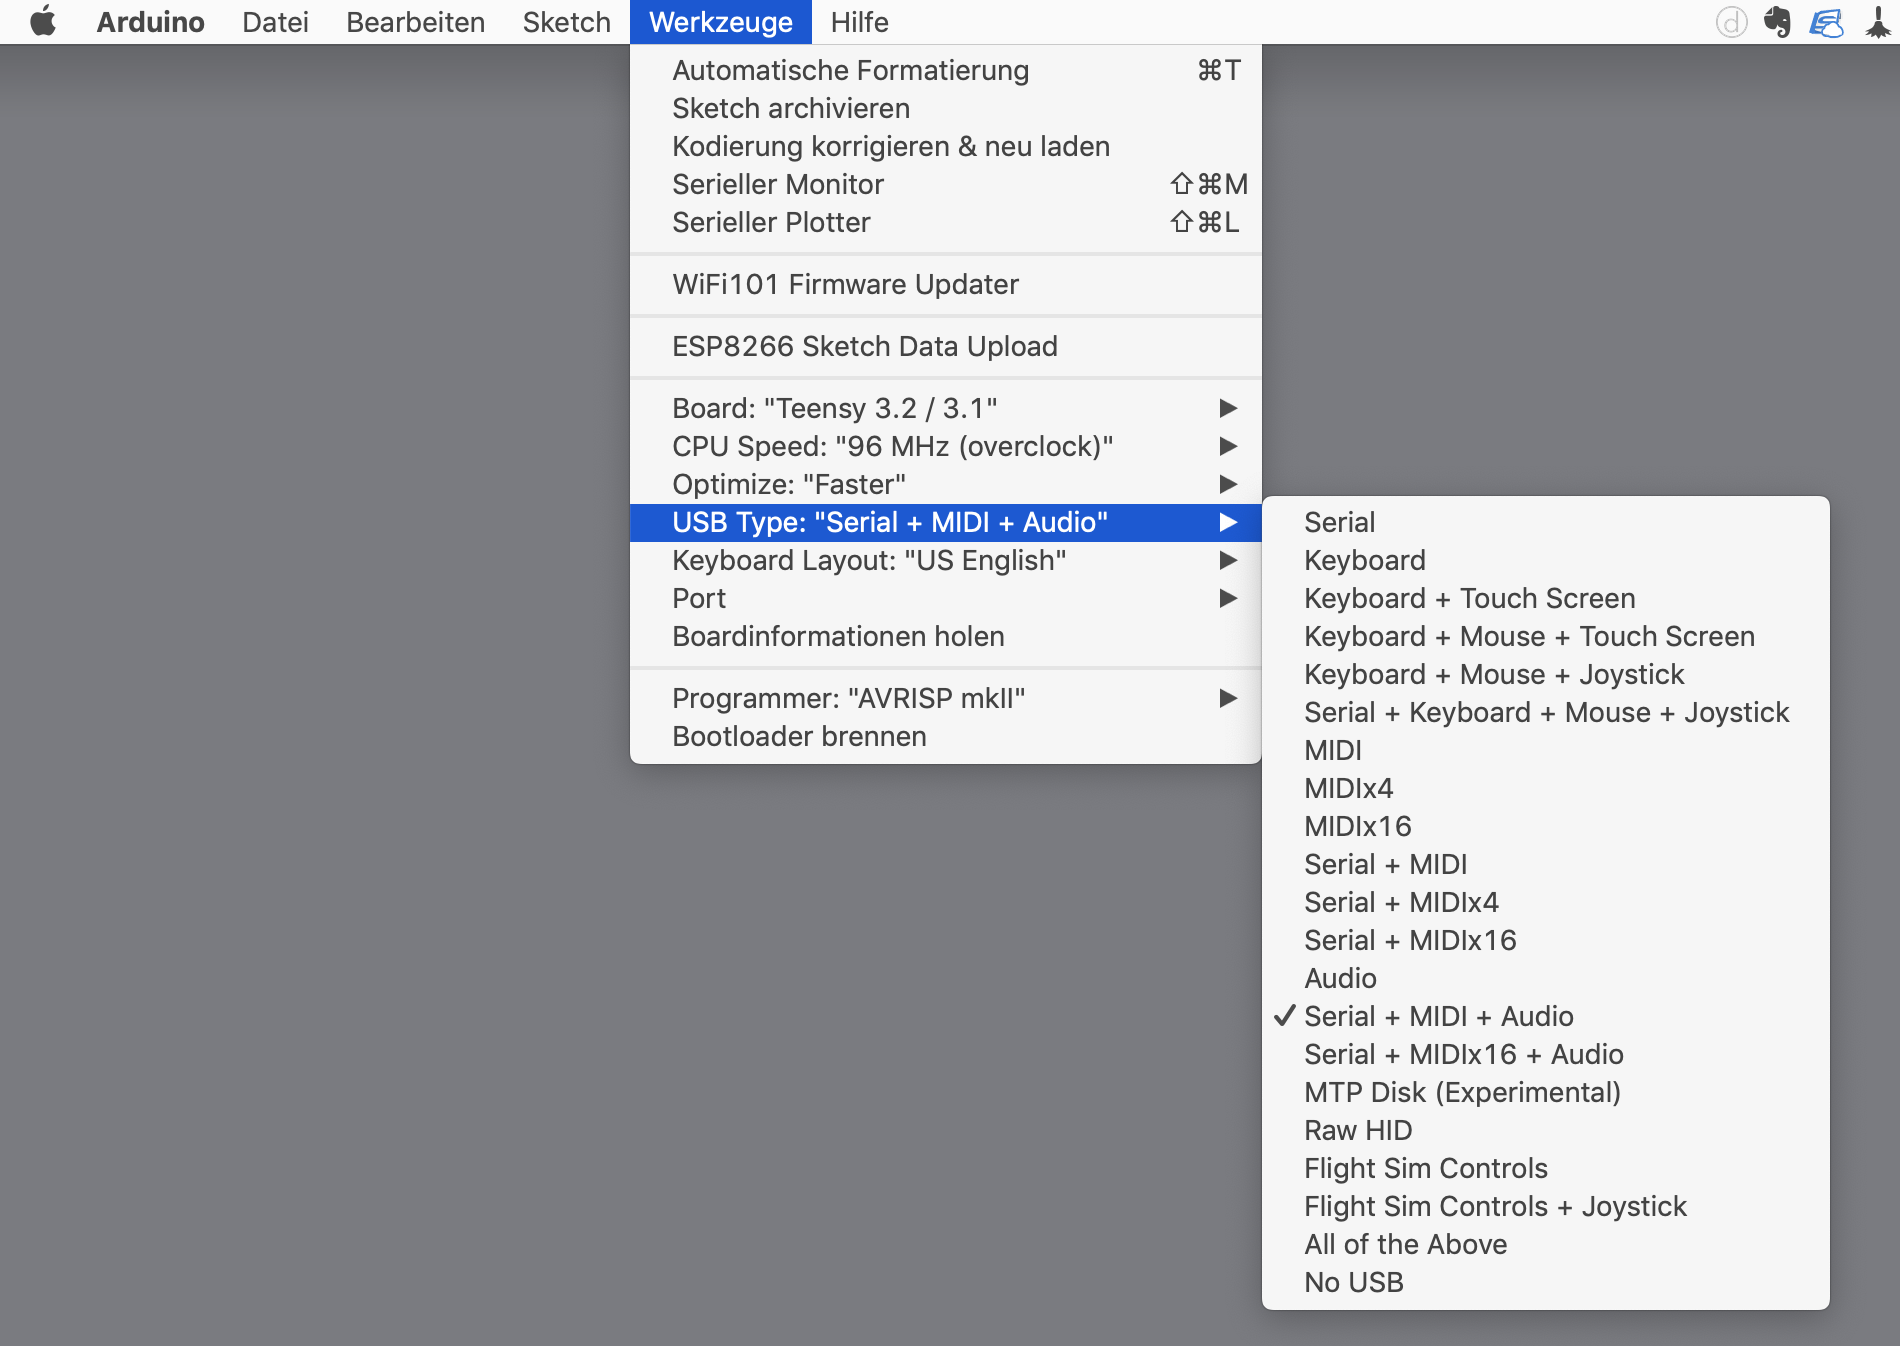 Arduino Datei Bearbeiten Sketch Werkzeuge Hilfe
Automatische Formatierung ⌘T
Sketch archivieren
Kodierung korrigieren & neu laden
Serieller Monitor ⇧⌘M
Serieller Plotter ⇧⌘L
WiFi101 Firmware Updater
ESP8266 Sketch Data Upload
Board: "Teensy 3.2 / 3.1"
CPU Speed: "96 MHz (overclock)"
Optimize: "Faster"
USB Type: "Serial + MIDI + Audio"
Keyboard Layout: "US English"
Port
Boardinformationen holen
Programmer: "AVRISP mkII"
Bootloader brennen
Serial
Keyboard
Keyboard + Touch Screen
Keyboard + Mouse + Touch Screen
Keyboard + Mouse + Joystick
Serial + Keyboard + Mouse + Joystick
MIDI
MIDIx4
MIDIx16
Serial + MIDI
Serial + MIDIx4
Serial + MIDIx16
Audio
✓ Serial + MIDI + Audio
Serial + MIDIx16 + Audio
MTP Disk (Experimental)
Raw HID
Flight Sim Controls
Flight Sim Controls + Joystick
All of the Above
No USB